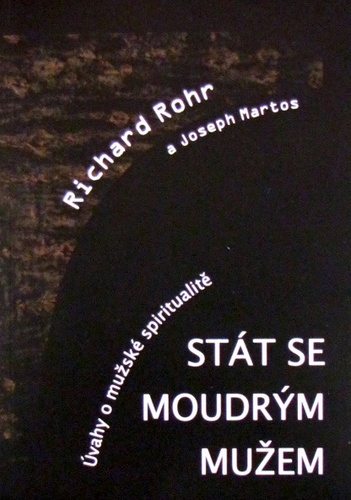 Richard Rohr
a Joseph Martos
Úvahy o mužské spiritualitě
STÁT SE
MOUDRÝM
MUŽEM